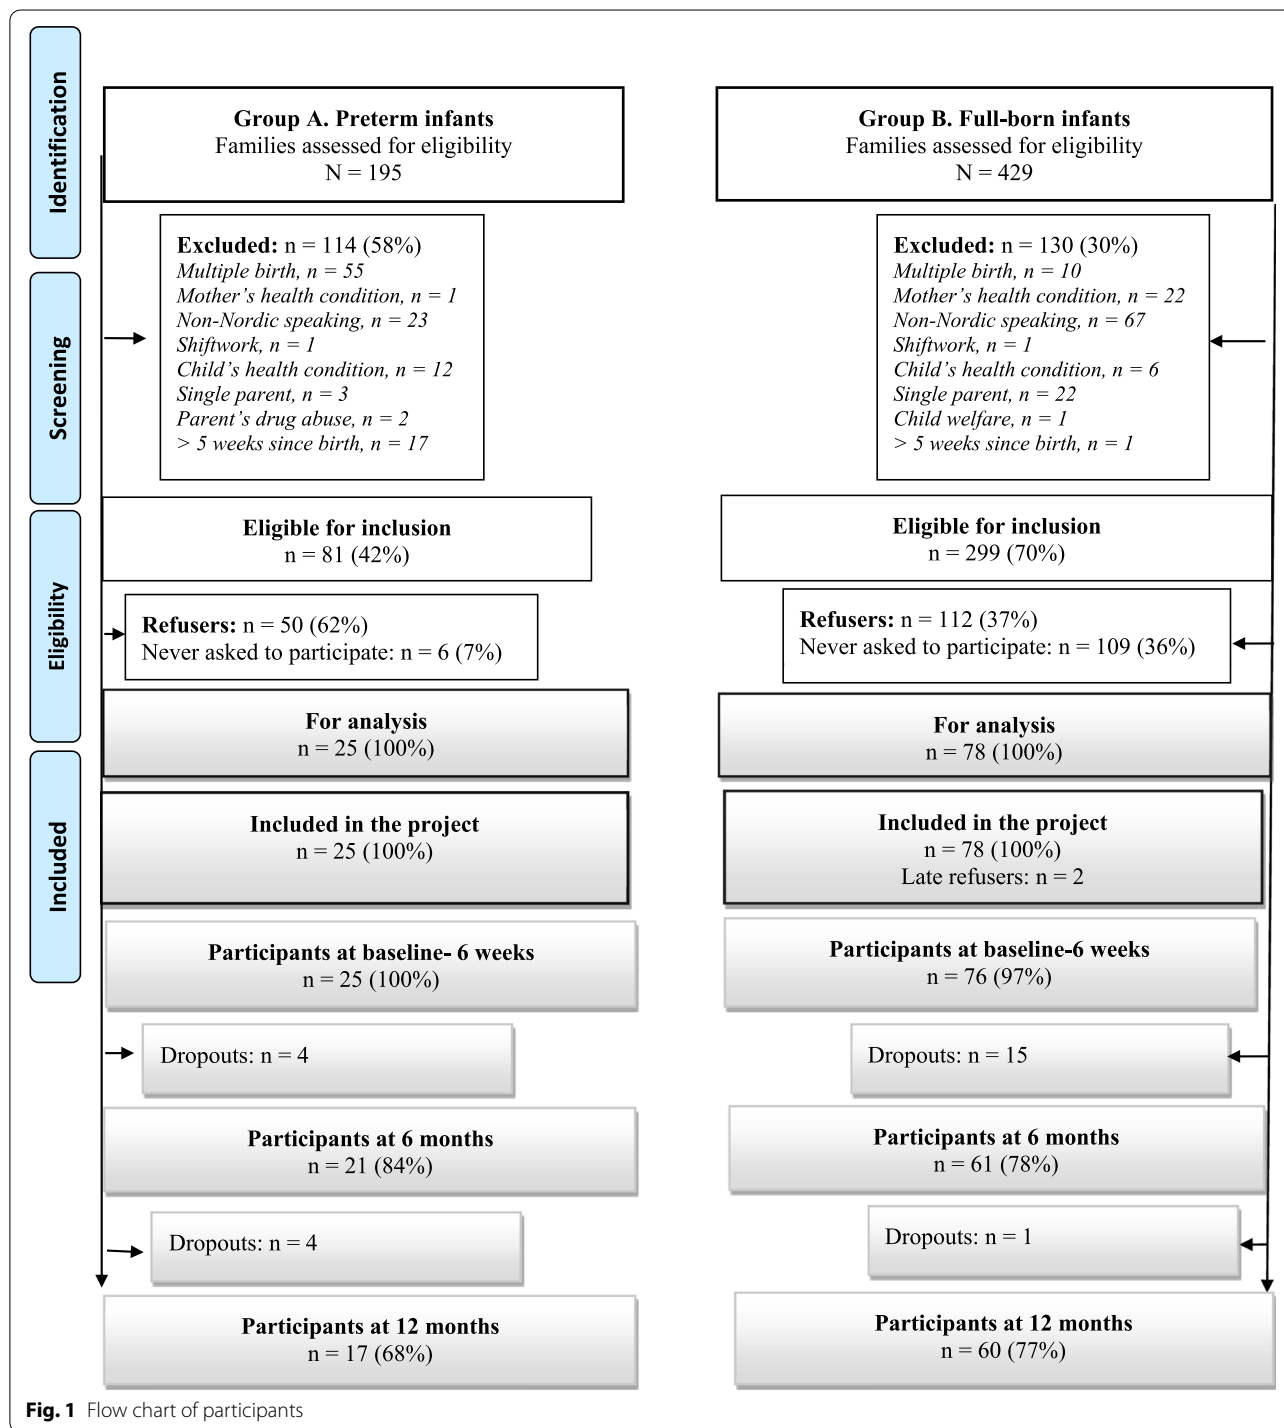 Identification
Group A. Preterm infants
Families assessed for eligibility
N = 195
Group B. Full-born infants
Families assessed for eligibility
N = 429
Screening
Excluded: n = 114 (58%)
Multiple birth, n = 55
Mother's health condition, n = 1
Non-Nordic speaking, n = 23
Shiftwork, n = 1
Child's health condition, n = 12
Single parent, n = 3
Parent's drug abuse, n = 2
> 5 weeks since birth, n = 17
Excluded: n = 130 (30%)
Multiple birth, n = 10
Mother's health condition, n = 22
Non-Nordic speaking, n = 67
Shiftwork, n = 1
Child's health condition, n = 6
Single parent, n = 22
Child welfare, n = 1
> 5 weeks since birth, n = 1
Eligibility
Eligible for inclusion
n = 81 (42%)
Eligible for inclusion
n = 299 (70%)
Refusers: n = 50 (62%)
Never asked to participate: n = 6 (7%)
Refusers: n = 112 (37%)
Never asked to participate: n = 109 (36%)
For analysis
n = 25 (100%)
For analysis
n = 78 (100%)
Included
Included in the project
n = 25 (100%)
Included in the project
n = 78 (100%)
Late refusers: n = 2
Participants at baseline- 6 weeks
n = 25 (100%)
Participants at baseline-6 weeks
n = 76 (97%)
Dropouts: n = 4
Dropouts: n = 15
Participants at 6 months
n = 21 (84%)
Participants at 6 months
n = 61 (78%)
Dropouts: n = 4
Dropouts: n = 1
Participants at 12 months
n = 17 (68%)
Participants at 12 months
n = 60 (77%)
Fig. 1 Flow chart of participants